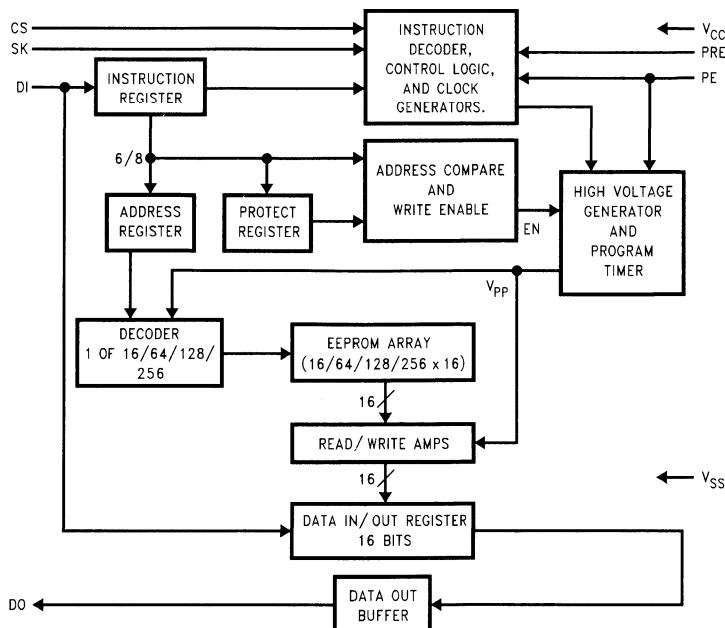 CS
SK
DI
INSTRUCTION
REGISTER
INSTRUCTION
DECODER,
CONTROL LOGIC,
AND CLOCK
GENERATORS.
VCC
PRE
PE
6/8
ADDRESS
REGISTER
PROTECT
REGISTER
ADDRESS COMPARE
AND
WRITE ENABLE
EN
HIGH VOLTAGE
GENERATOR
AND
PROGRAM
TIMER
VPP
DECODER
1 OF 16/64/128/
256
EEPROM ARRAY
(16/64/128/256 x 16)
16
READ/WRITE AMPS
16
VSS
DATA IN/OUT REGISTER
16 BITS
DO
DATA OUT
BUFFER